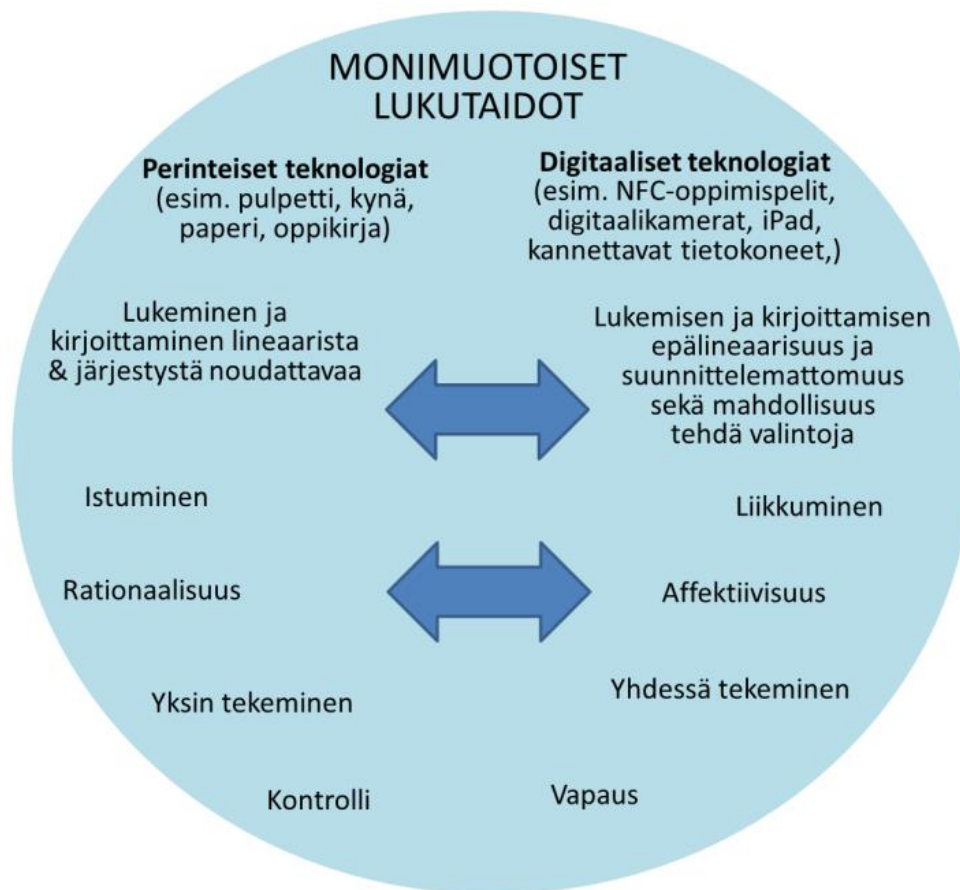 MONIMUOTOISET
LUKUTAIDOT
Perinteiset teknologiat
(esim. pulpetti, kynä,
paperi, oppikirja)
Digitaaliset teknologiat
(esim. NFC-oppimispelit,
digitaalikamerat, iPad,
kannettavat tietokoneet,)
Lukeminen ja
kirjoittaminen lineaarista
& järjestystä noudattavaa
Lukemisen ja kirjoittamisen
epälineaarisuus ja
suunnittelemattomuus
sekä mahdollisuus
tehdä valintoja
Istuminen
Liikkuminen
Rationaalisuus
Affektiivisuus
Yksin tekeminen
Yhdessä tekeminen
Kontrolli
Vapaus